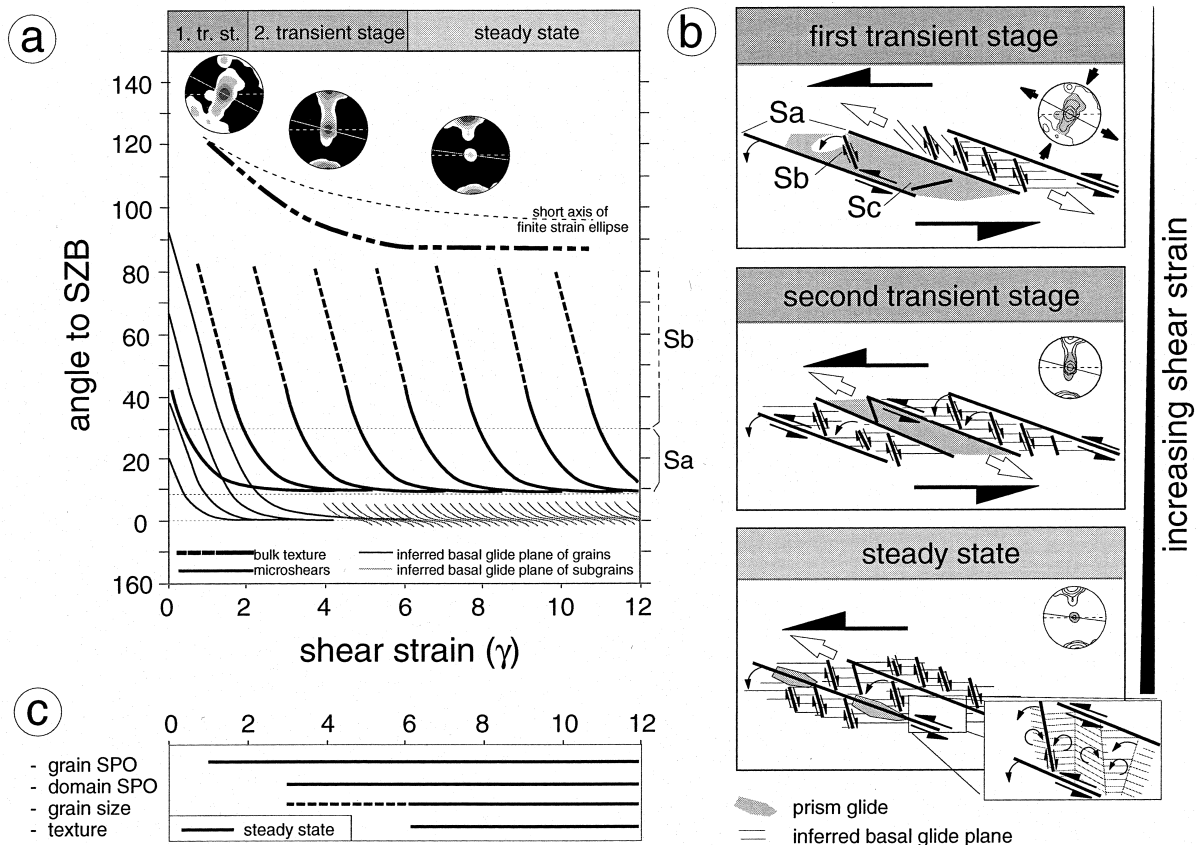 a
1. tr. st.
2. transient stage
steady state
140
120
100
80
60
40
20
0
160
angle to SZB
short axis of
finite strain ellipse
Sb
Sa
bulk texture
microshears
inferred basal glide plane of grains
inferred basal glide plane of subgrains
0 2 4 6 8 10 12
shear strain (γ)
b
first transient stage
Sa
Sb
Sc
second transient stage
steady state
increasing shear strain
prism glide
inferred basal glide plane
c
0 2 4 6 8 10 12
- grain SPO
- domain SPO
- grain size
- texture
steady state